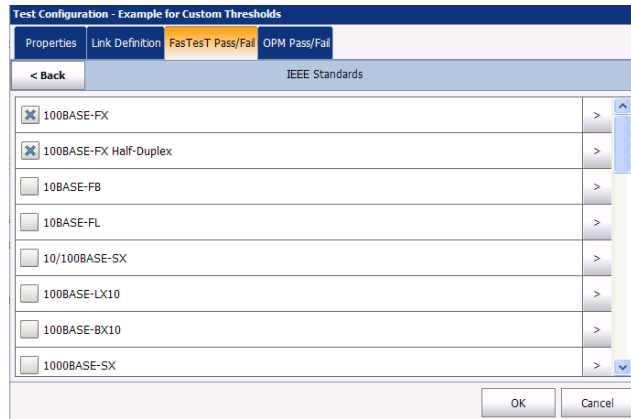 Test Configuration - Example for Custom Thresholds
Properties Link Definition FasTesT Pass/Fail OPM Pass/Fail
< Back IEEE Standards
100BASE-FX >
100BASE-FX Half-Duplex >
10BASE-FB >
10BASE-FL >
10/100BASE-SX >
100BASE-LX10 >
100BASE-BX10 >
1000BASE-SX >
OK Cancel